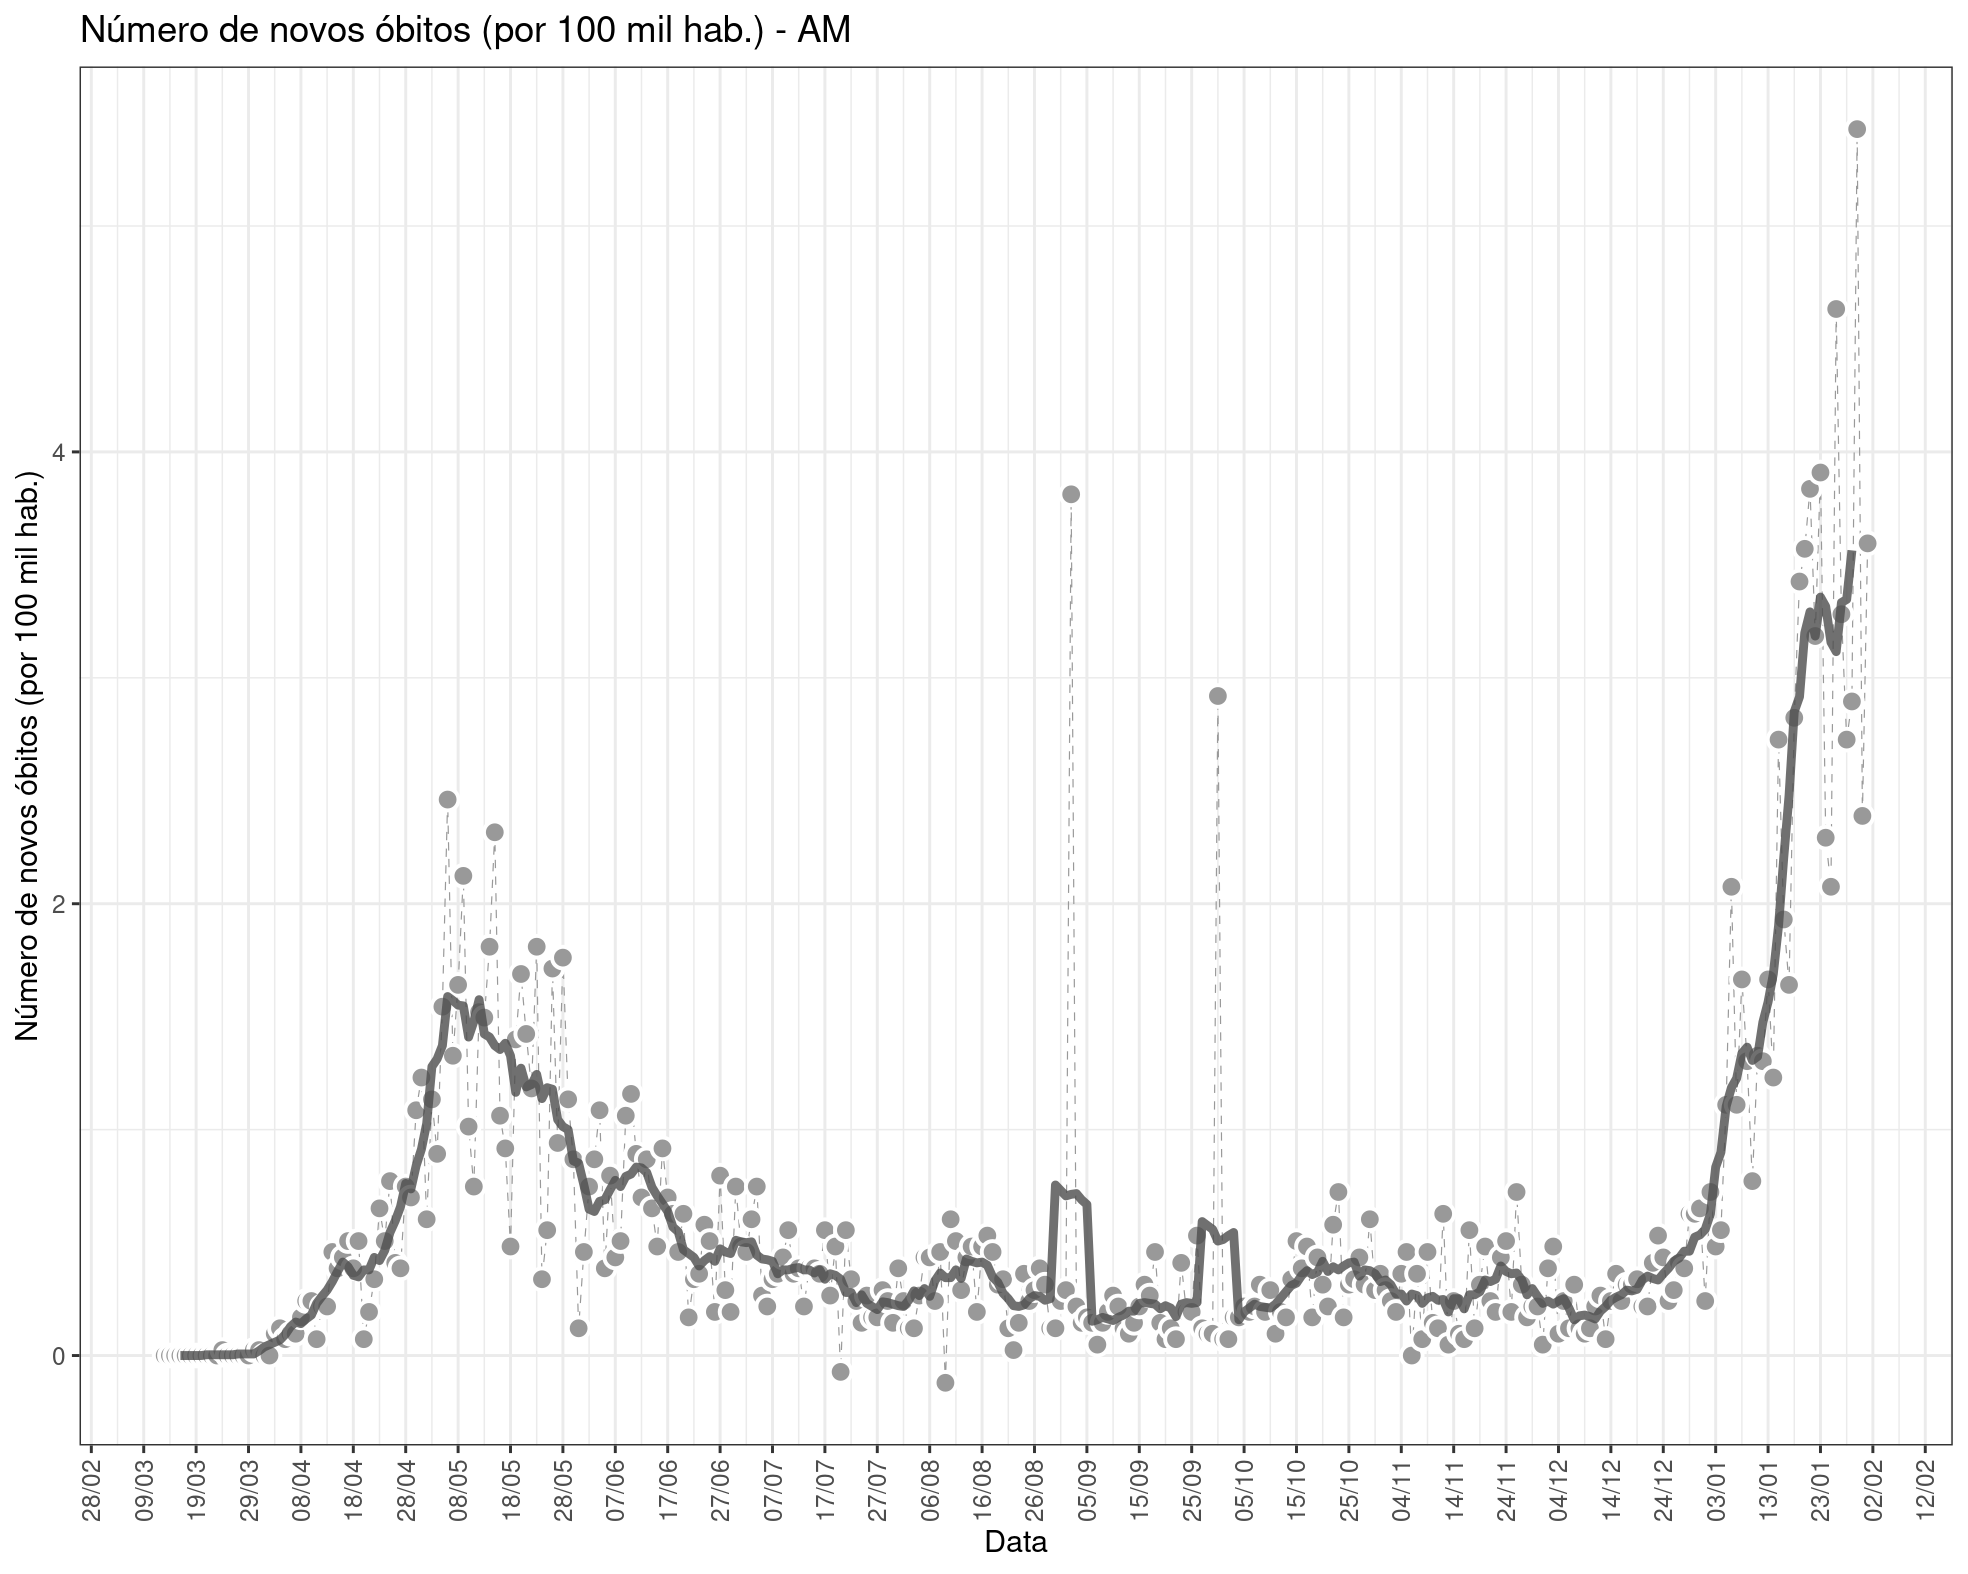 Número de novos óbitos (por 100 mil hab.) - AM
Número de novos óbitos (por 100 mil hab.)
4
2
0
28/02 09/03 19/03 29/03 08/04 18/04 28/04 08/05 18/05 28/05 07/06 17/06 27/06 07/07 17/07 27/07 06/08 16/08 26/08 05/09 15/09 25/09 05/10 15/10 25/10 04/11 14/11 24/11 04/12 14/12 24/12 03/01 13/01 23/01 02/02 12/02
Data